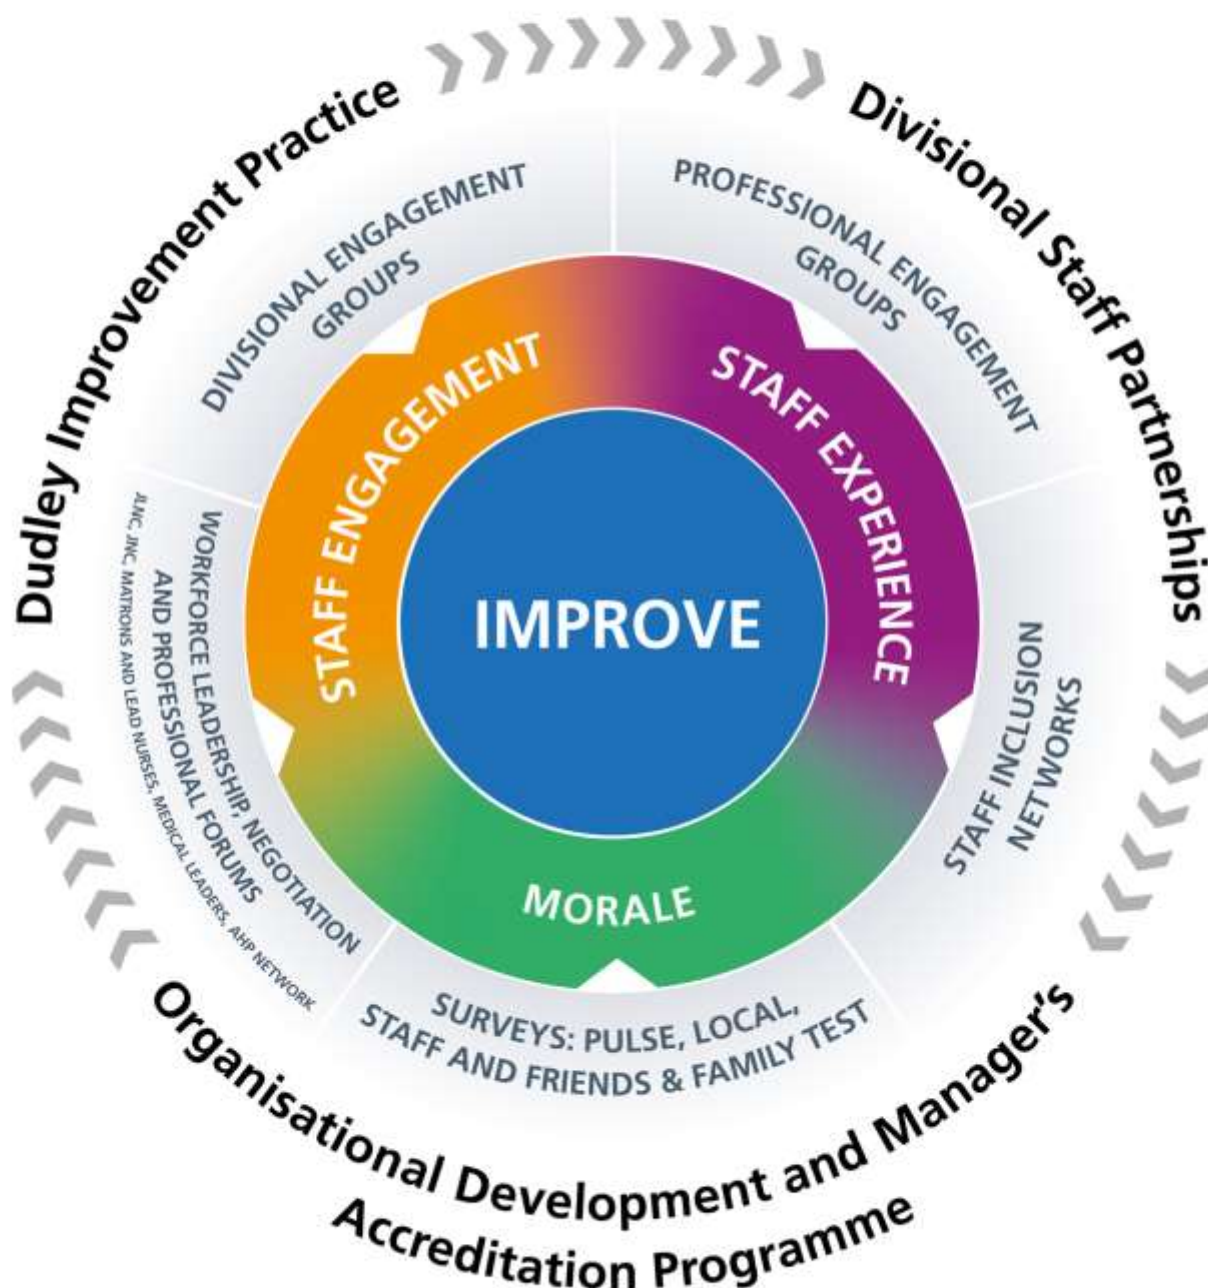 Dudley Improvement Practice
Divisional Staff Partnerships
Organisational Development and Manager's
Accreditation Programme
DIVISIONAL ENGAGEMENT
GROUPS
PROFESSIONAL ENGAGEMENT
GROUPS
STAFF INCLUSION
NETWORKS
SURVEYS: PULSE, LOCAL,
STAFF AND FRIENDS & FAMILY TEST
WORKFORCE LEADERSHIP, NEGOTIATION
AND PROFESSIONAL FORUMS
JLNC, JNC, MATRONS AND LEAD NURSES, MEDICAL LEADERS, AHP NETWORK
STAFF ENGAGEMENT
STAFF EXPERIENCE
MORALE
IMPROVE